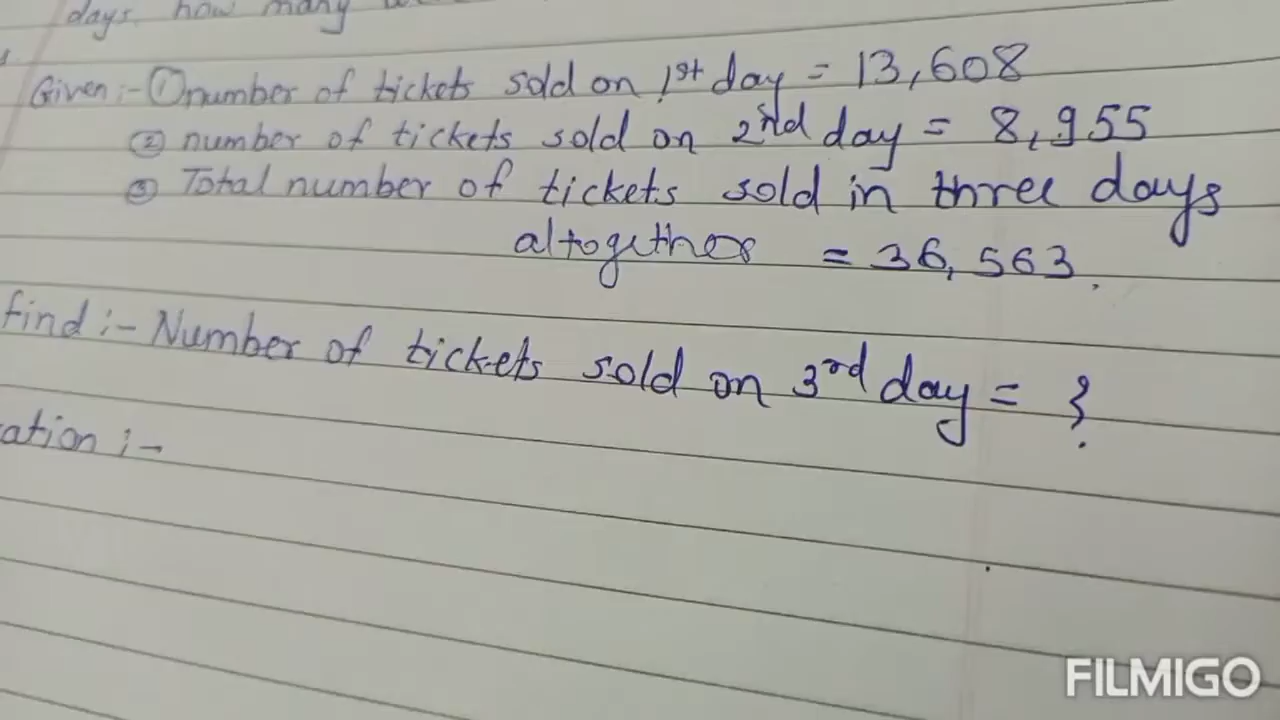 days, how many
Given :- ① number of tickets sold on 1st day = 13,608
② number of tickets sold on 2nd day = 8,955
③ Total number of tickets sold in three days
altogether = 36,563.
find :- Number of tickets sold on 3rd day = ?
ation :-
FILMIGO